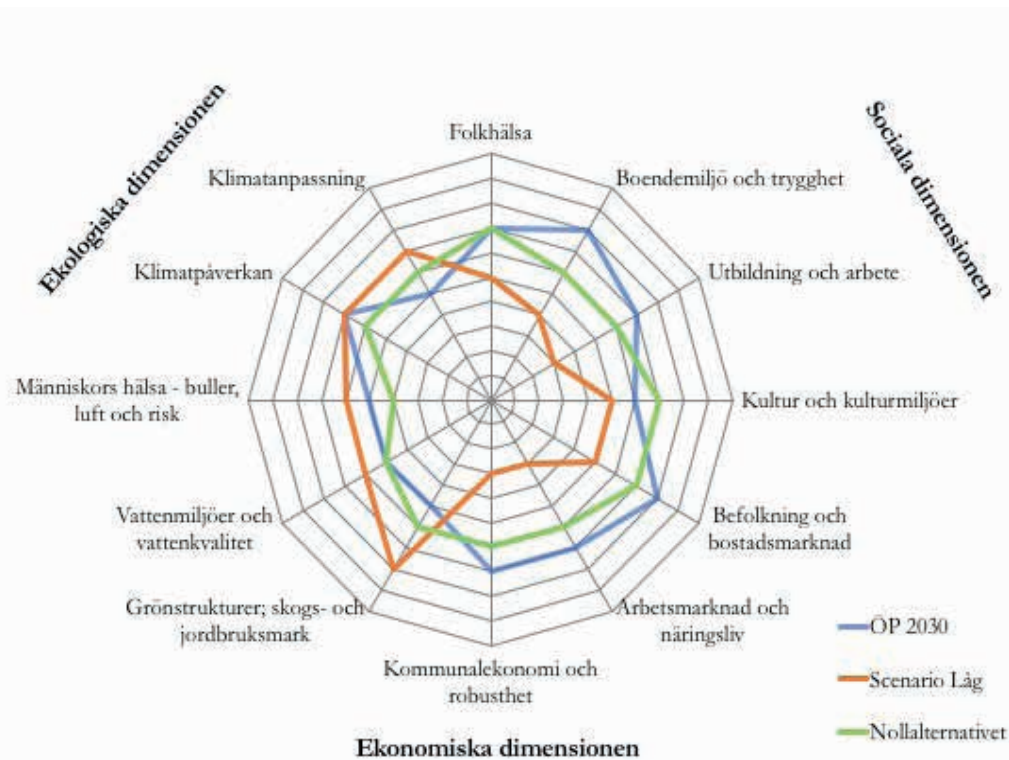 Ekologiska dimensionen
Sociala dimensionen
Folkhälsa
Klimatanpassning
Boendemiljö och trygghet
Klimatpåverkan
Utbildning och arbete
Människors hälsa - buller,
luft och risk
Kultur och kulturmiljöer
Vattenmiljöer och
vattenkvalitet
Befolkning och
bostadsmarknad
Grönstrukturer; skogs- och
jordbruksmark
Arbetsmarknad och
näringsliv
Kommunalekonomi och
robusthet
ÖP 2030
Scenario Låg
Nollalternativet
Ekonomiska dimensionen